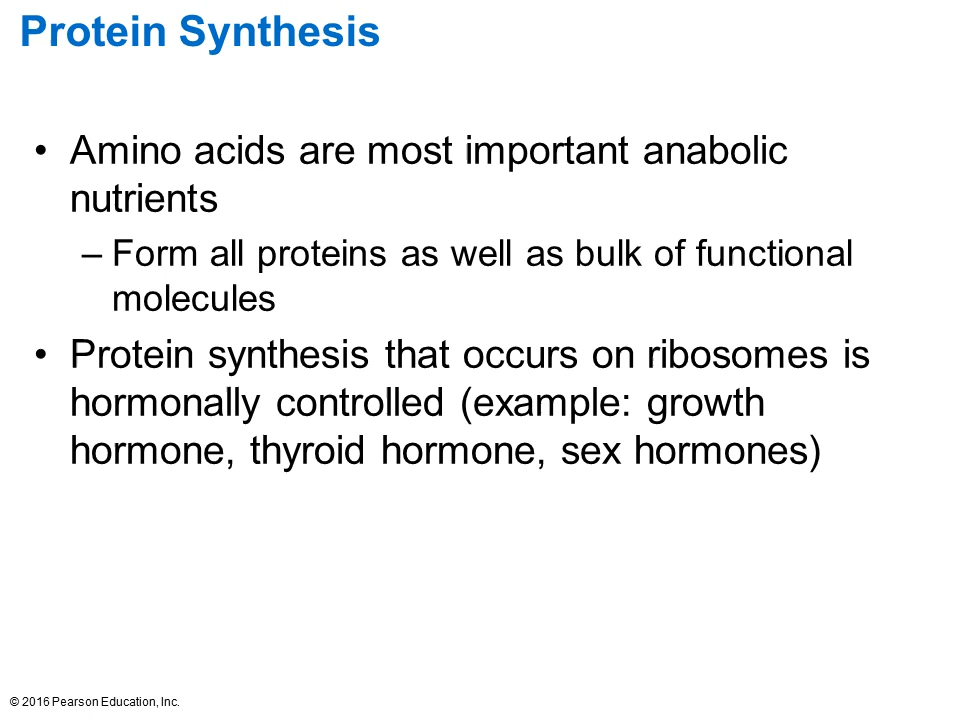 Protein Synthesis
• Amino acids are most important anabolic
nutrients
– Form all proteins as well as bulk of functional
molecules
• Protein synthesis that occurs on ribosomes is
hormonally controlled (example: growth
hormone, thyroid hormone, sex hormones)
© 2016 Pearson Education, Inc.